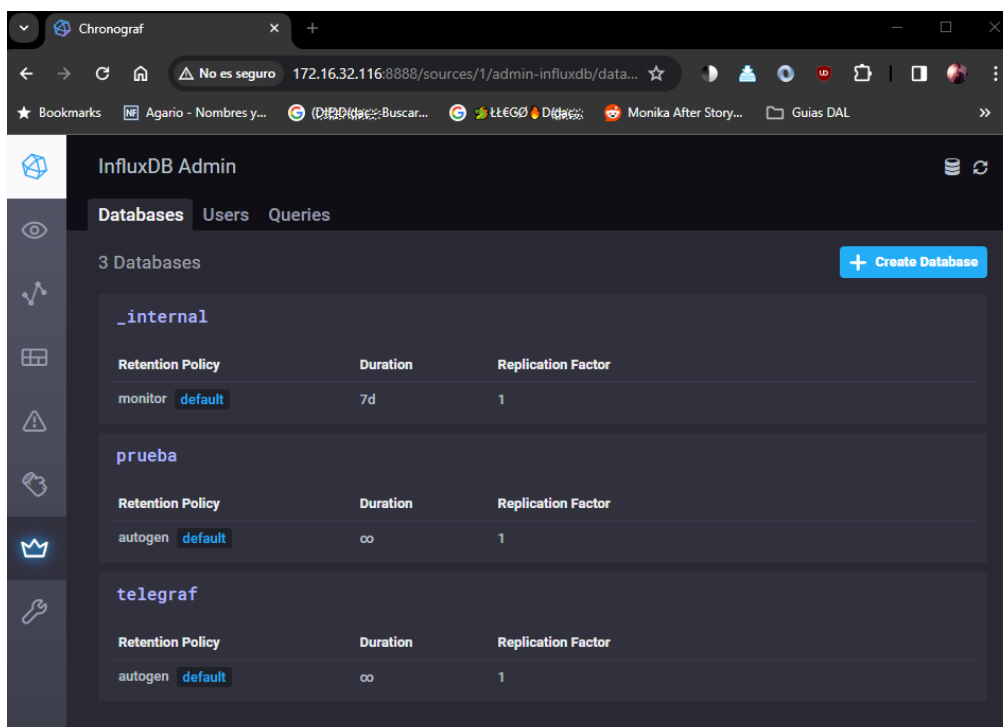 Chronograf
No es seguro 172.16.32.116:8888/sources/1/admin-influxdb/data...
Bookmarks Agario - Nombres y... Buscar... ŁŁ€GØ Monika After Story... Guias DAL »
InfluxDB Admin
Databases Users Queries
3 Databases
+ Create Database
_internal
Retention Policy Duration Replication Factor
monitor default 7d 1
prueba
Retention Policy Duration Replication Factor
autogen default ∞ 1
telegraf
Retention Policy Duration Replication Factor
autogen default ∞ 1